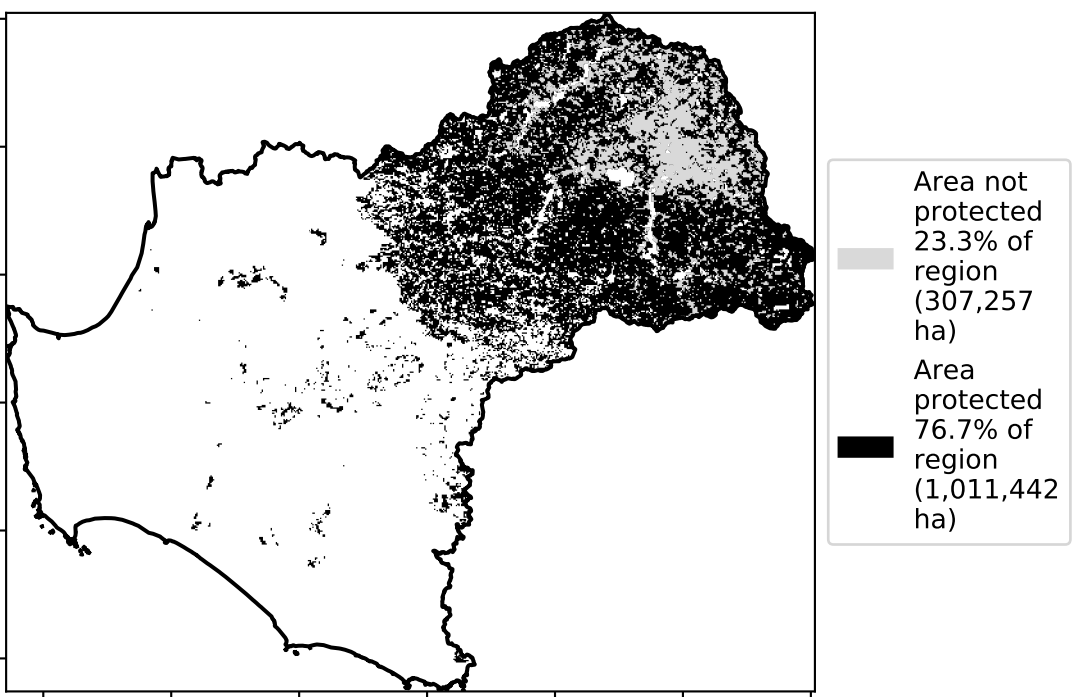 Area not
protected
23.3% of
region
(307,257
ha)
Area
protected
76.7% of
region
(1,011,442
ha)